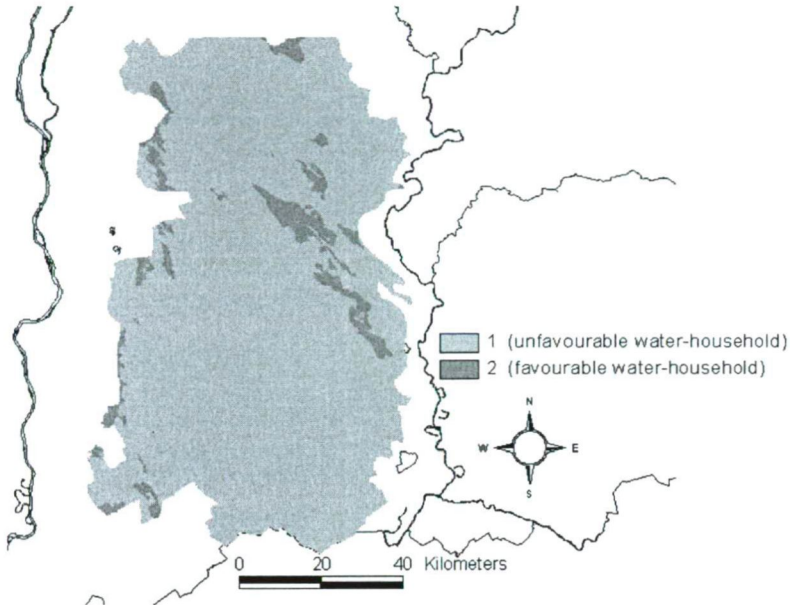 1 (unfavourable water-household)
2 (favourable water-household)
N
W E
S
0 20 40 Kilometers